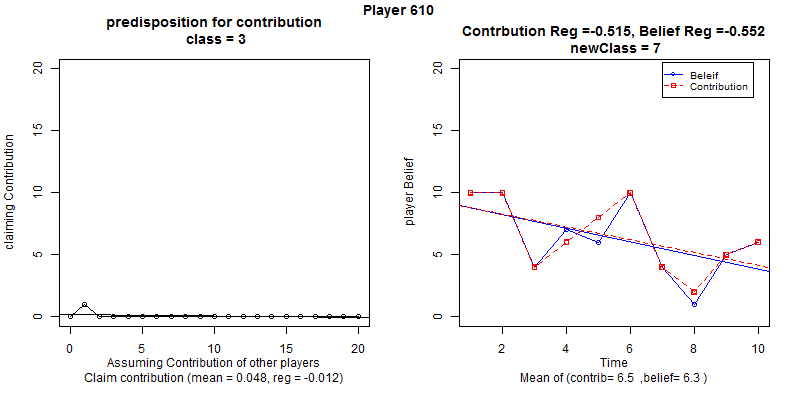 Player 610
predisposition for contribution
class = 3
claiming Contribution
20
15
10
5
0
0 5 10 15 20
Assuming Contribution of other players
Claim contribution (mean = 0.048, reg = -0.012)
Contrbution Reg =-0.515, Belief Reg =-0.552
newClass = 7
player Belief
20
15
10
5
0
Beleif
Contribution
2 4 6 8 10
Time
Mean of (contrib= 6.5 ,belief= 6.3 )